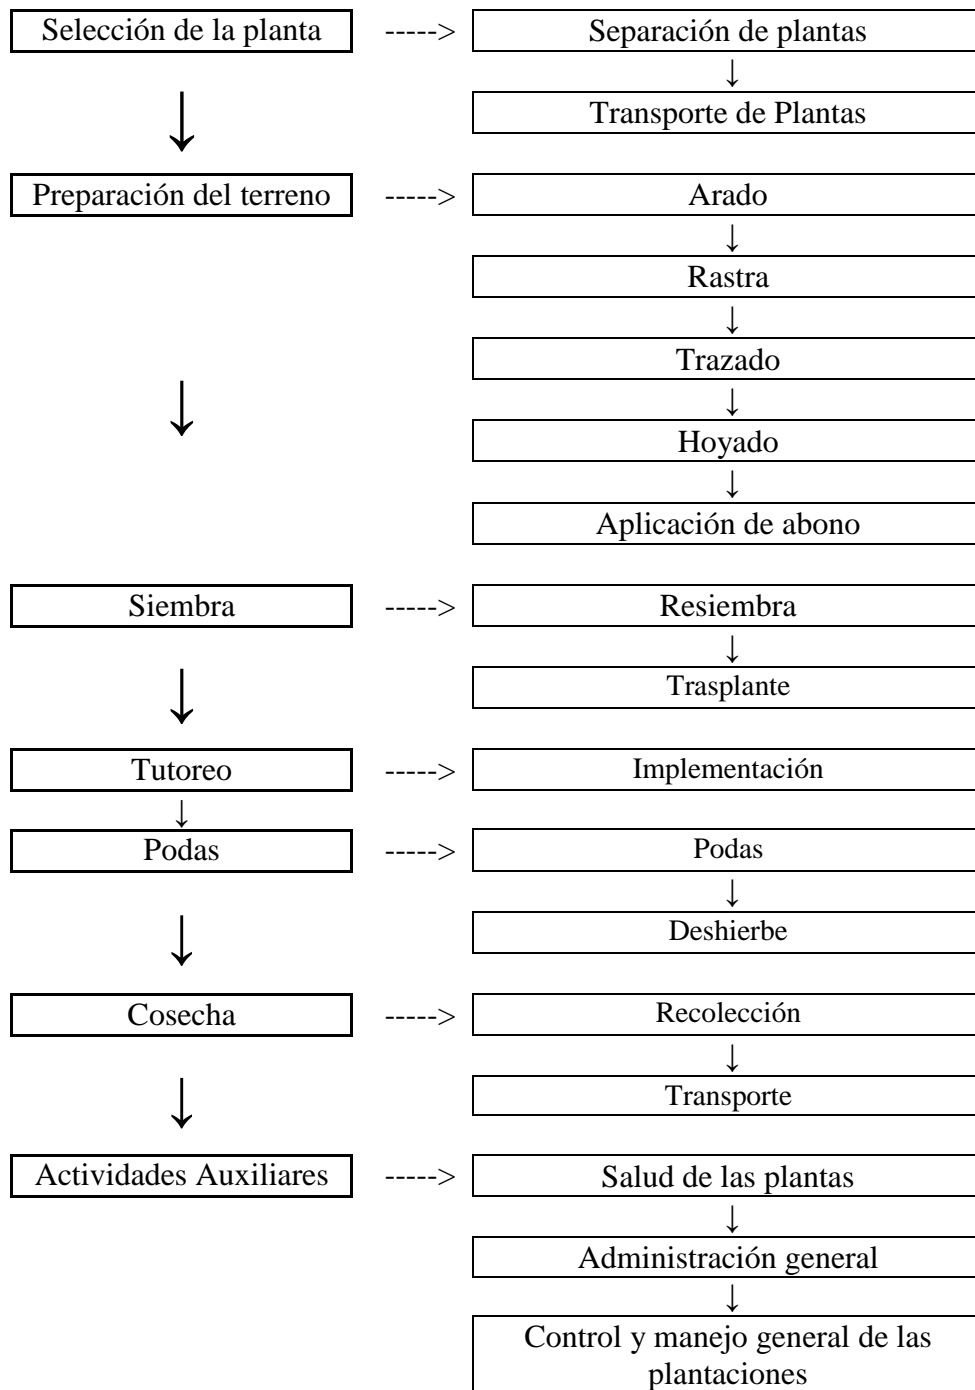 Selección de la planta -----> Separación de plantas
↓
↓ Transporte de Plantas
Preparación del terreno -----> Arado
↓
Rastra
↓
Trazado
↓ ↓
Hoyado
↓
Aplicación de abono
Siembra -----> Resiembra
↓
↓ Trasplante
Tutoreo -----> Implementación
↓
Podas -----> Podas
↓
↓ Deshierbe
Cosecha -----> Recolección
↓
↓ Transporte
Actividades Auxiliares -----> Salud de las plantas
↓
Administración general
↓
Control y manejo general de las
plantaciones